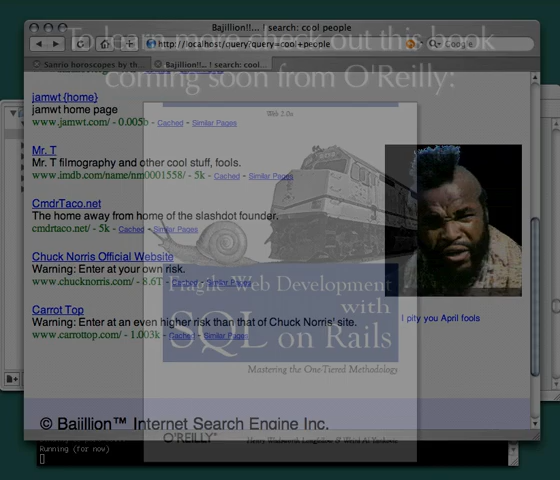 To learn more check out this book
coming soon from O'Reilly:
Bajillion!!... ! search: cool people
http://localhost/query?query=cool+people
Google
Sanrio horoscopes by th...
Bajillion!!... ! search: cool...
jamwt {home}
jamwt home page
www.jamwt.com/ - 0.005b - Cached - Similar Pages
Web 2.0n
Mr. T
Mr. T filmography and other cool stuff, fools.
www.imdb.com/name/nm0001558/ - 5k - Cached - Similar Pages
CmdrTaco.net
The home away from home of the slashdot founder.
cmdrtaco.net/ - 5k - Cached - Similar Pages
Chuck Norris Official Website
Warning: Enter at your own risk.
www.chucknorris.com/ - 8.6T - Cached - Similar Pages
Carrot Top
Warning: Enter at an even higher risk than that of Chuck Norris' site.
www.carrottop.com/ - 1.003k - Cached - Similar Pages
I pity you April fools
Fragile Web Development
with
SQL on Rails
Mastering the One-Tiered Methodology
© Bajillion™ Internet Search Engine Inc.
O'REILLY®
Running (for now)